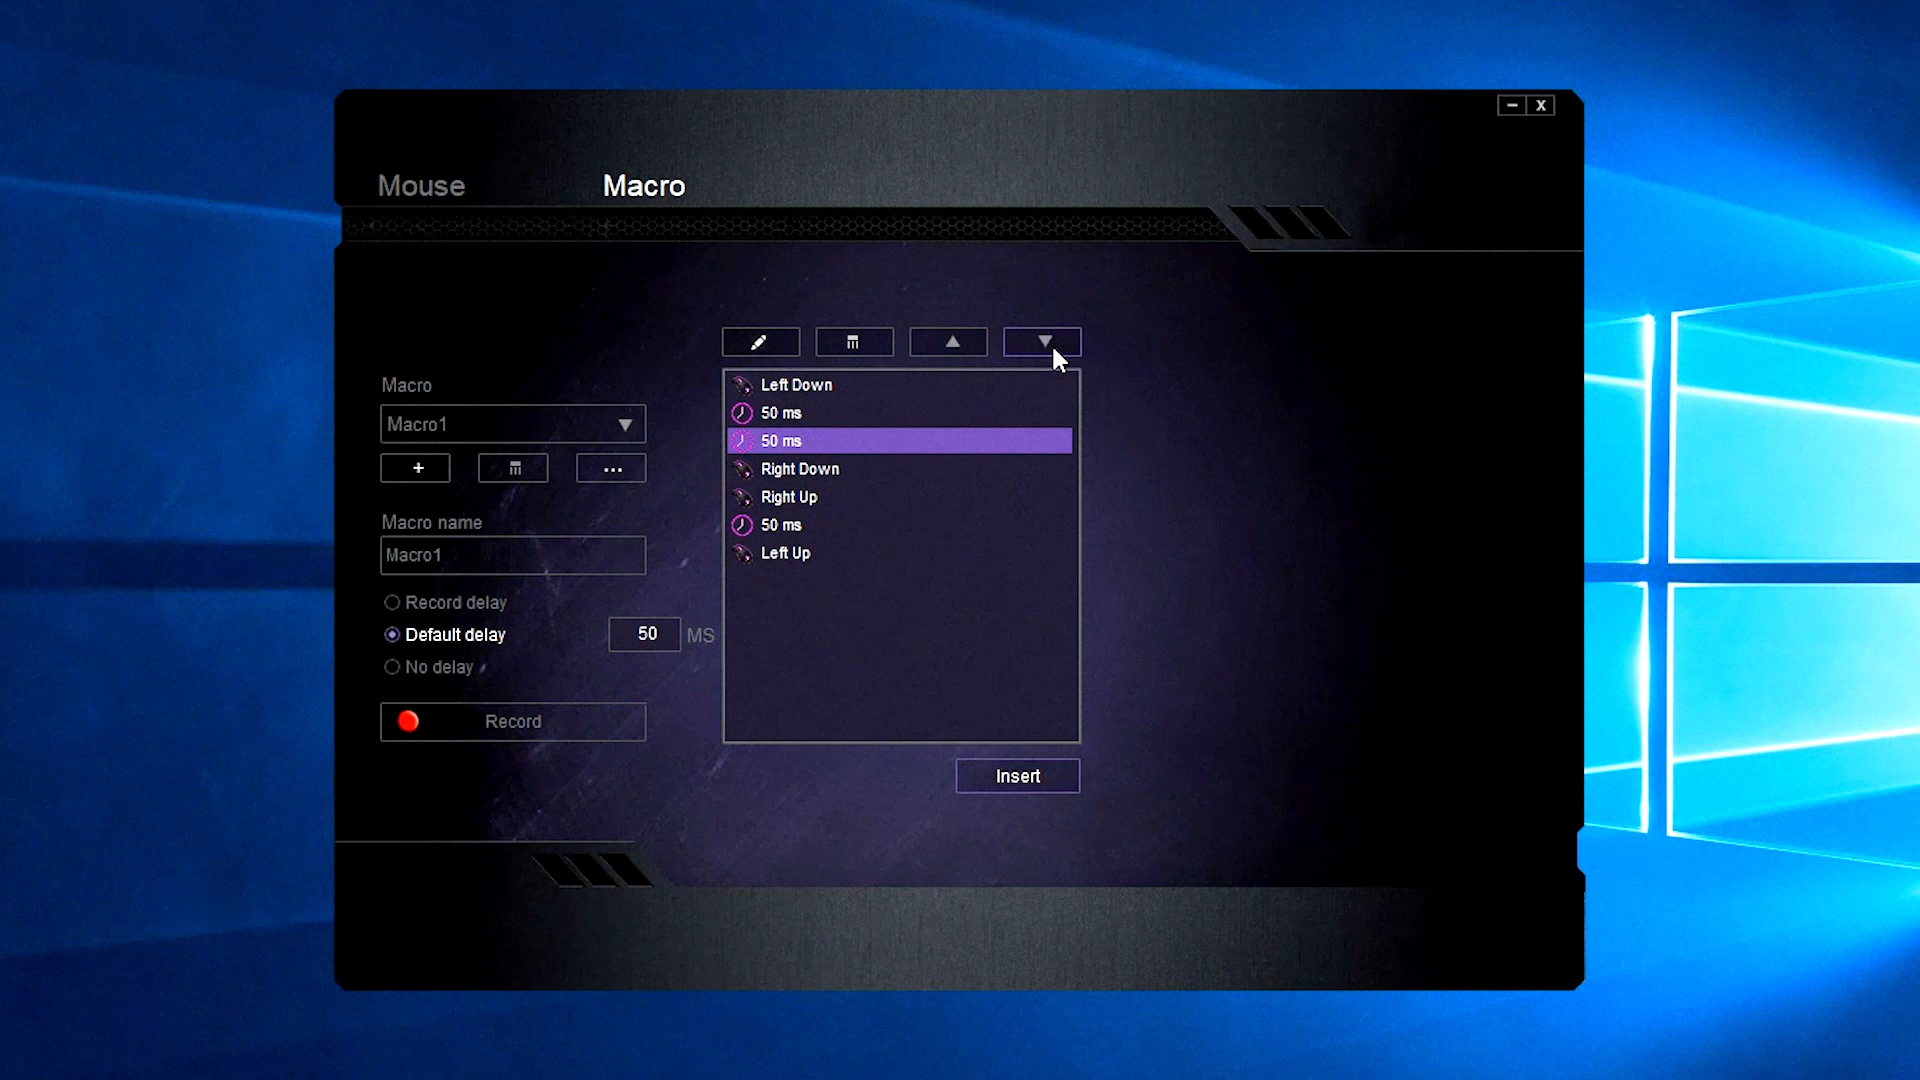 X
Mouse
Macro
Macro
Macro1
Macro name
Macro1
Record delay
Default delay
50 MS
No delay
Record
Left Down
50 ms
50 ms
Right Down
Right Up
50 ms
Left Up
Insert